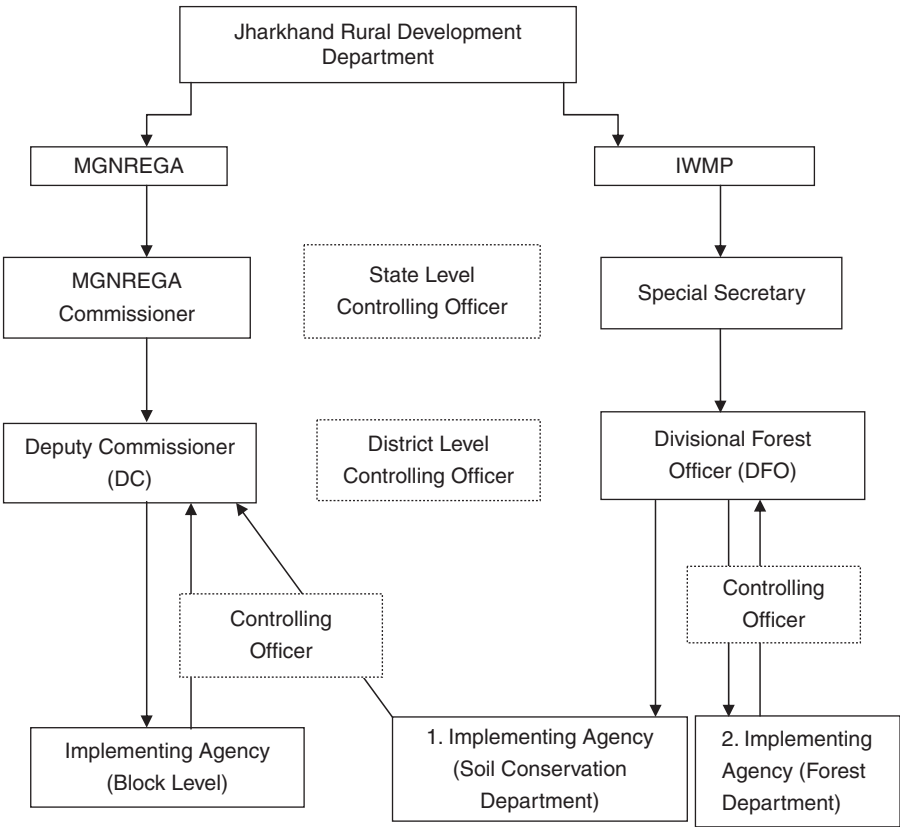 Jharkhand Rural Development
Department
MGNREGA
IWMP
MGNREGA
Commissioner
State Level
Controlling Officer
Special Secretary
Deputy Commissioner
(DC)
District Level
Controlling Officer
Divisional Forest
Officer (DFO)
Controlling
Officer
Controlling
Officer
Implementing Agency
(Block Level)
1. Implementing Agency
(Soil Conservation
Department)
2. Implementing
Agency (Forest
Department)